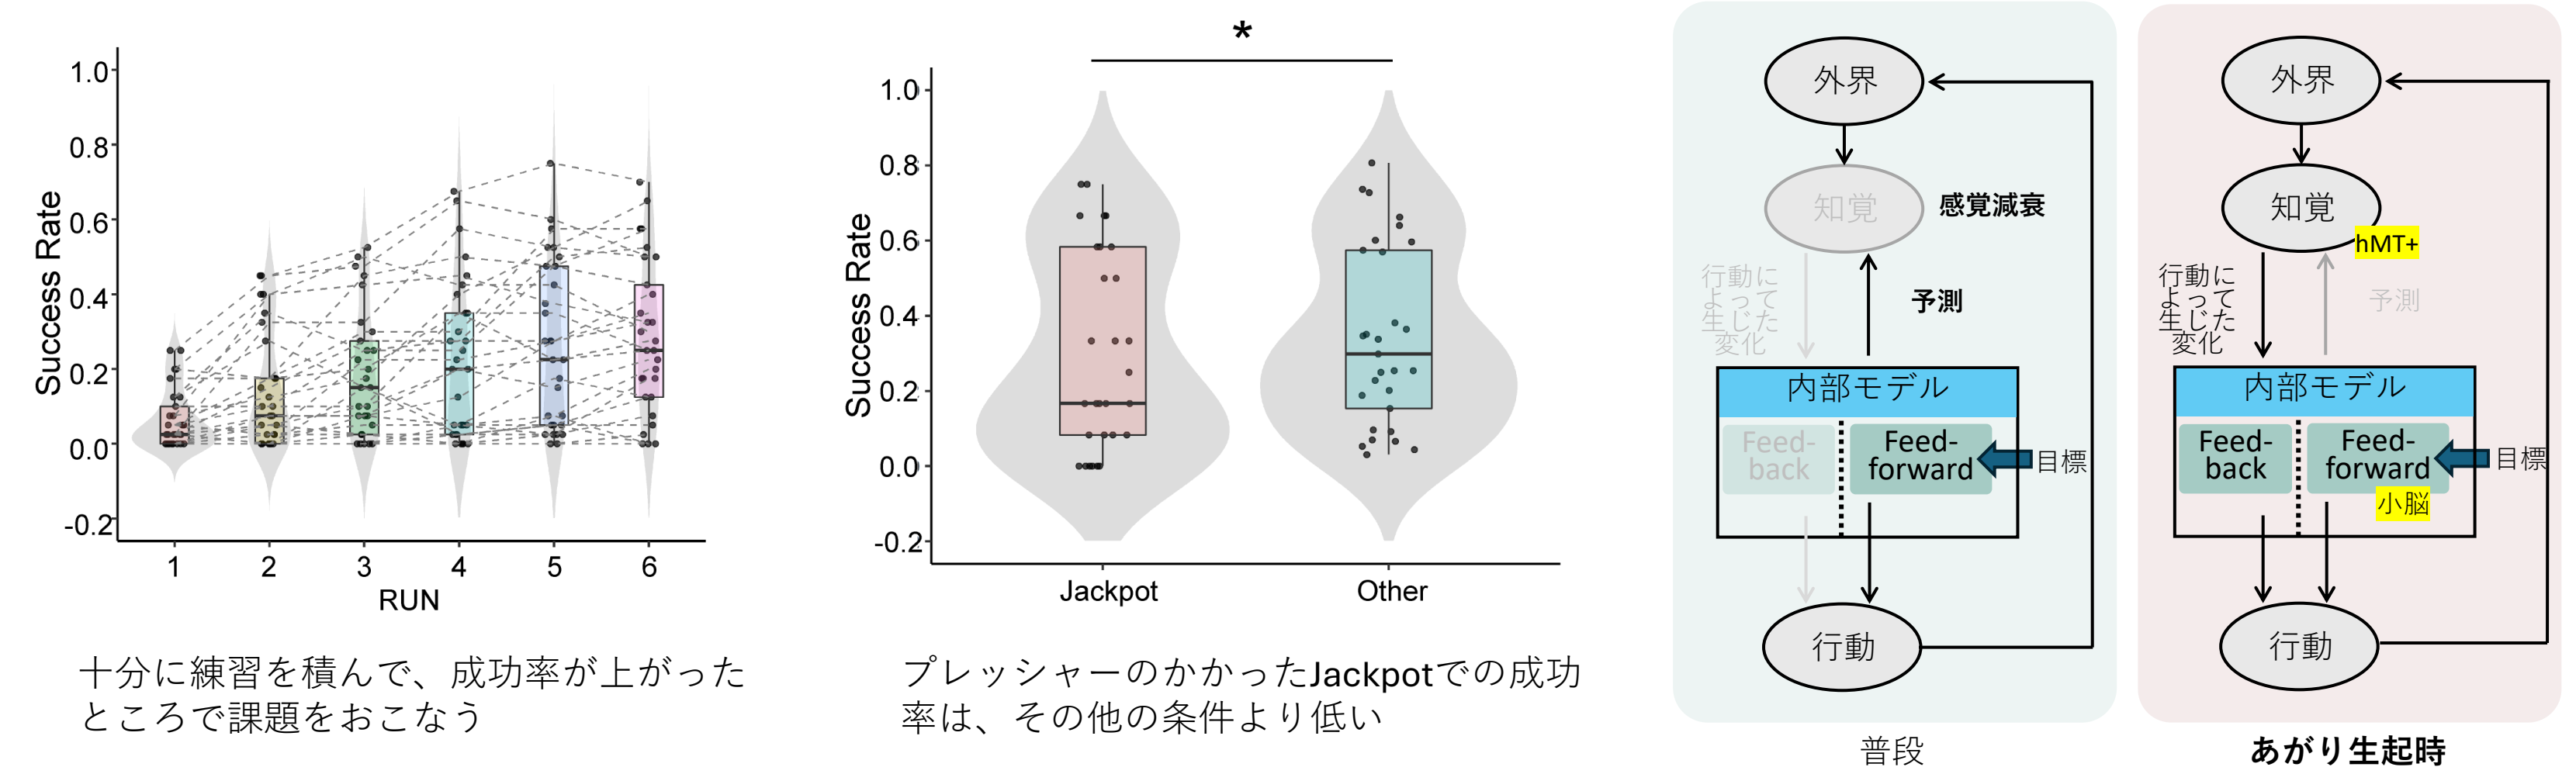 Success Rate
1.0
0.8
0.6
0.4
0.2
0.0
-0.2
1 2 3 4 5 6
RUN
十分に練習を積んで、成功率が上がった
ところで課題をおこなう
*
Success Rate
1.0
0.8
0.6
0.4
0.2
0.0
-0.2
Jackpot Other
プレッシャーのかかったJackpotでの成功
率は、その他の条件より低い
外界
知覚
感覚減衰
行動に
よって
生じた
変化
予測
内部モデル
Feed-
back
Feed-
forward
目標
行動
普段
外界
知覚
hMT+
行動に
よって
生じた
変化
予測
内部モデル
Feed-
back
Feed-
forward
目標
小脳
行動
あがり生起時